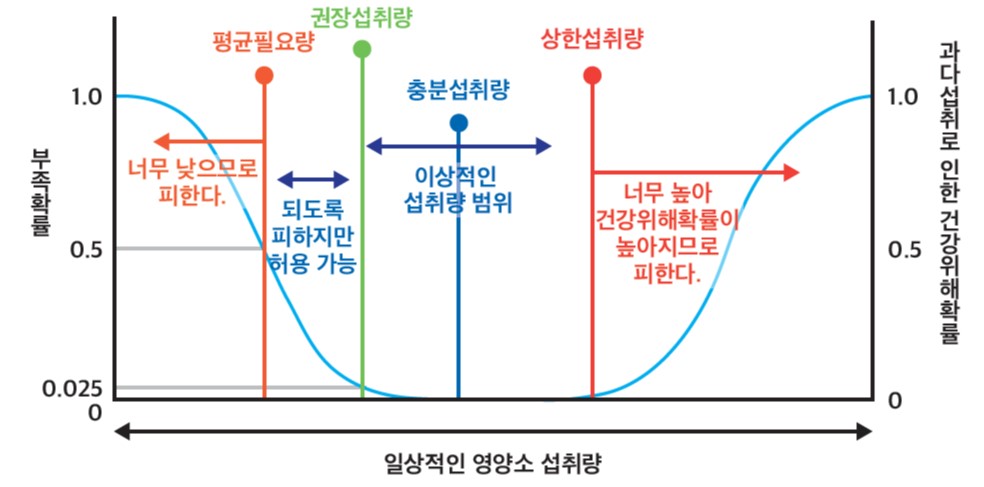 권장섭취량
평균필요량
상한섭취량
충분섭취량
1.0
1.0
부족확률
과다섭취로 인한 건강위해확률
너무 낮으므로
피한다.
되도록
피하지만
허용 가능
이상적인
섭취량 범위
너무 높아
건강위해확률이
높아지므로
피한다.
0.5
0.5
0.025
0
0
일상적인 영양소 섭취량